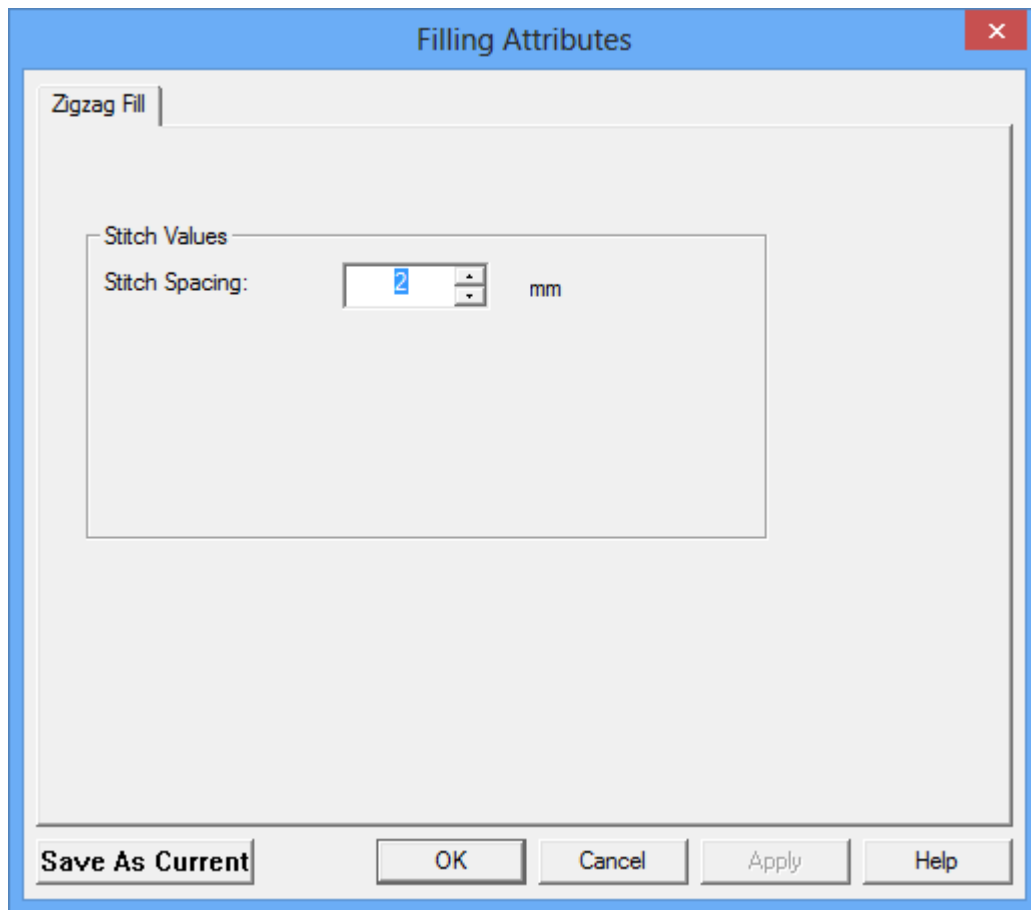 Filling Attributes
Zigzag Fill
Stitch Values
Stitch Spacing: 2 mm
Save As Current OK Cancel Apply Help